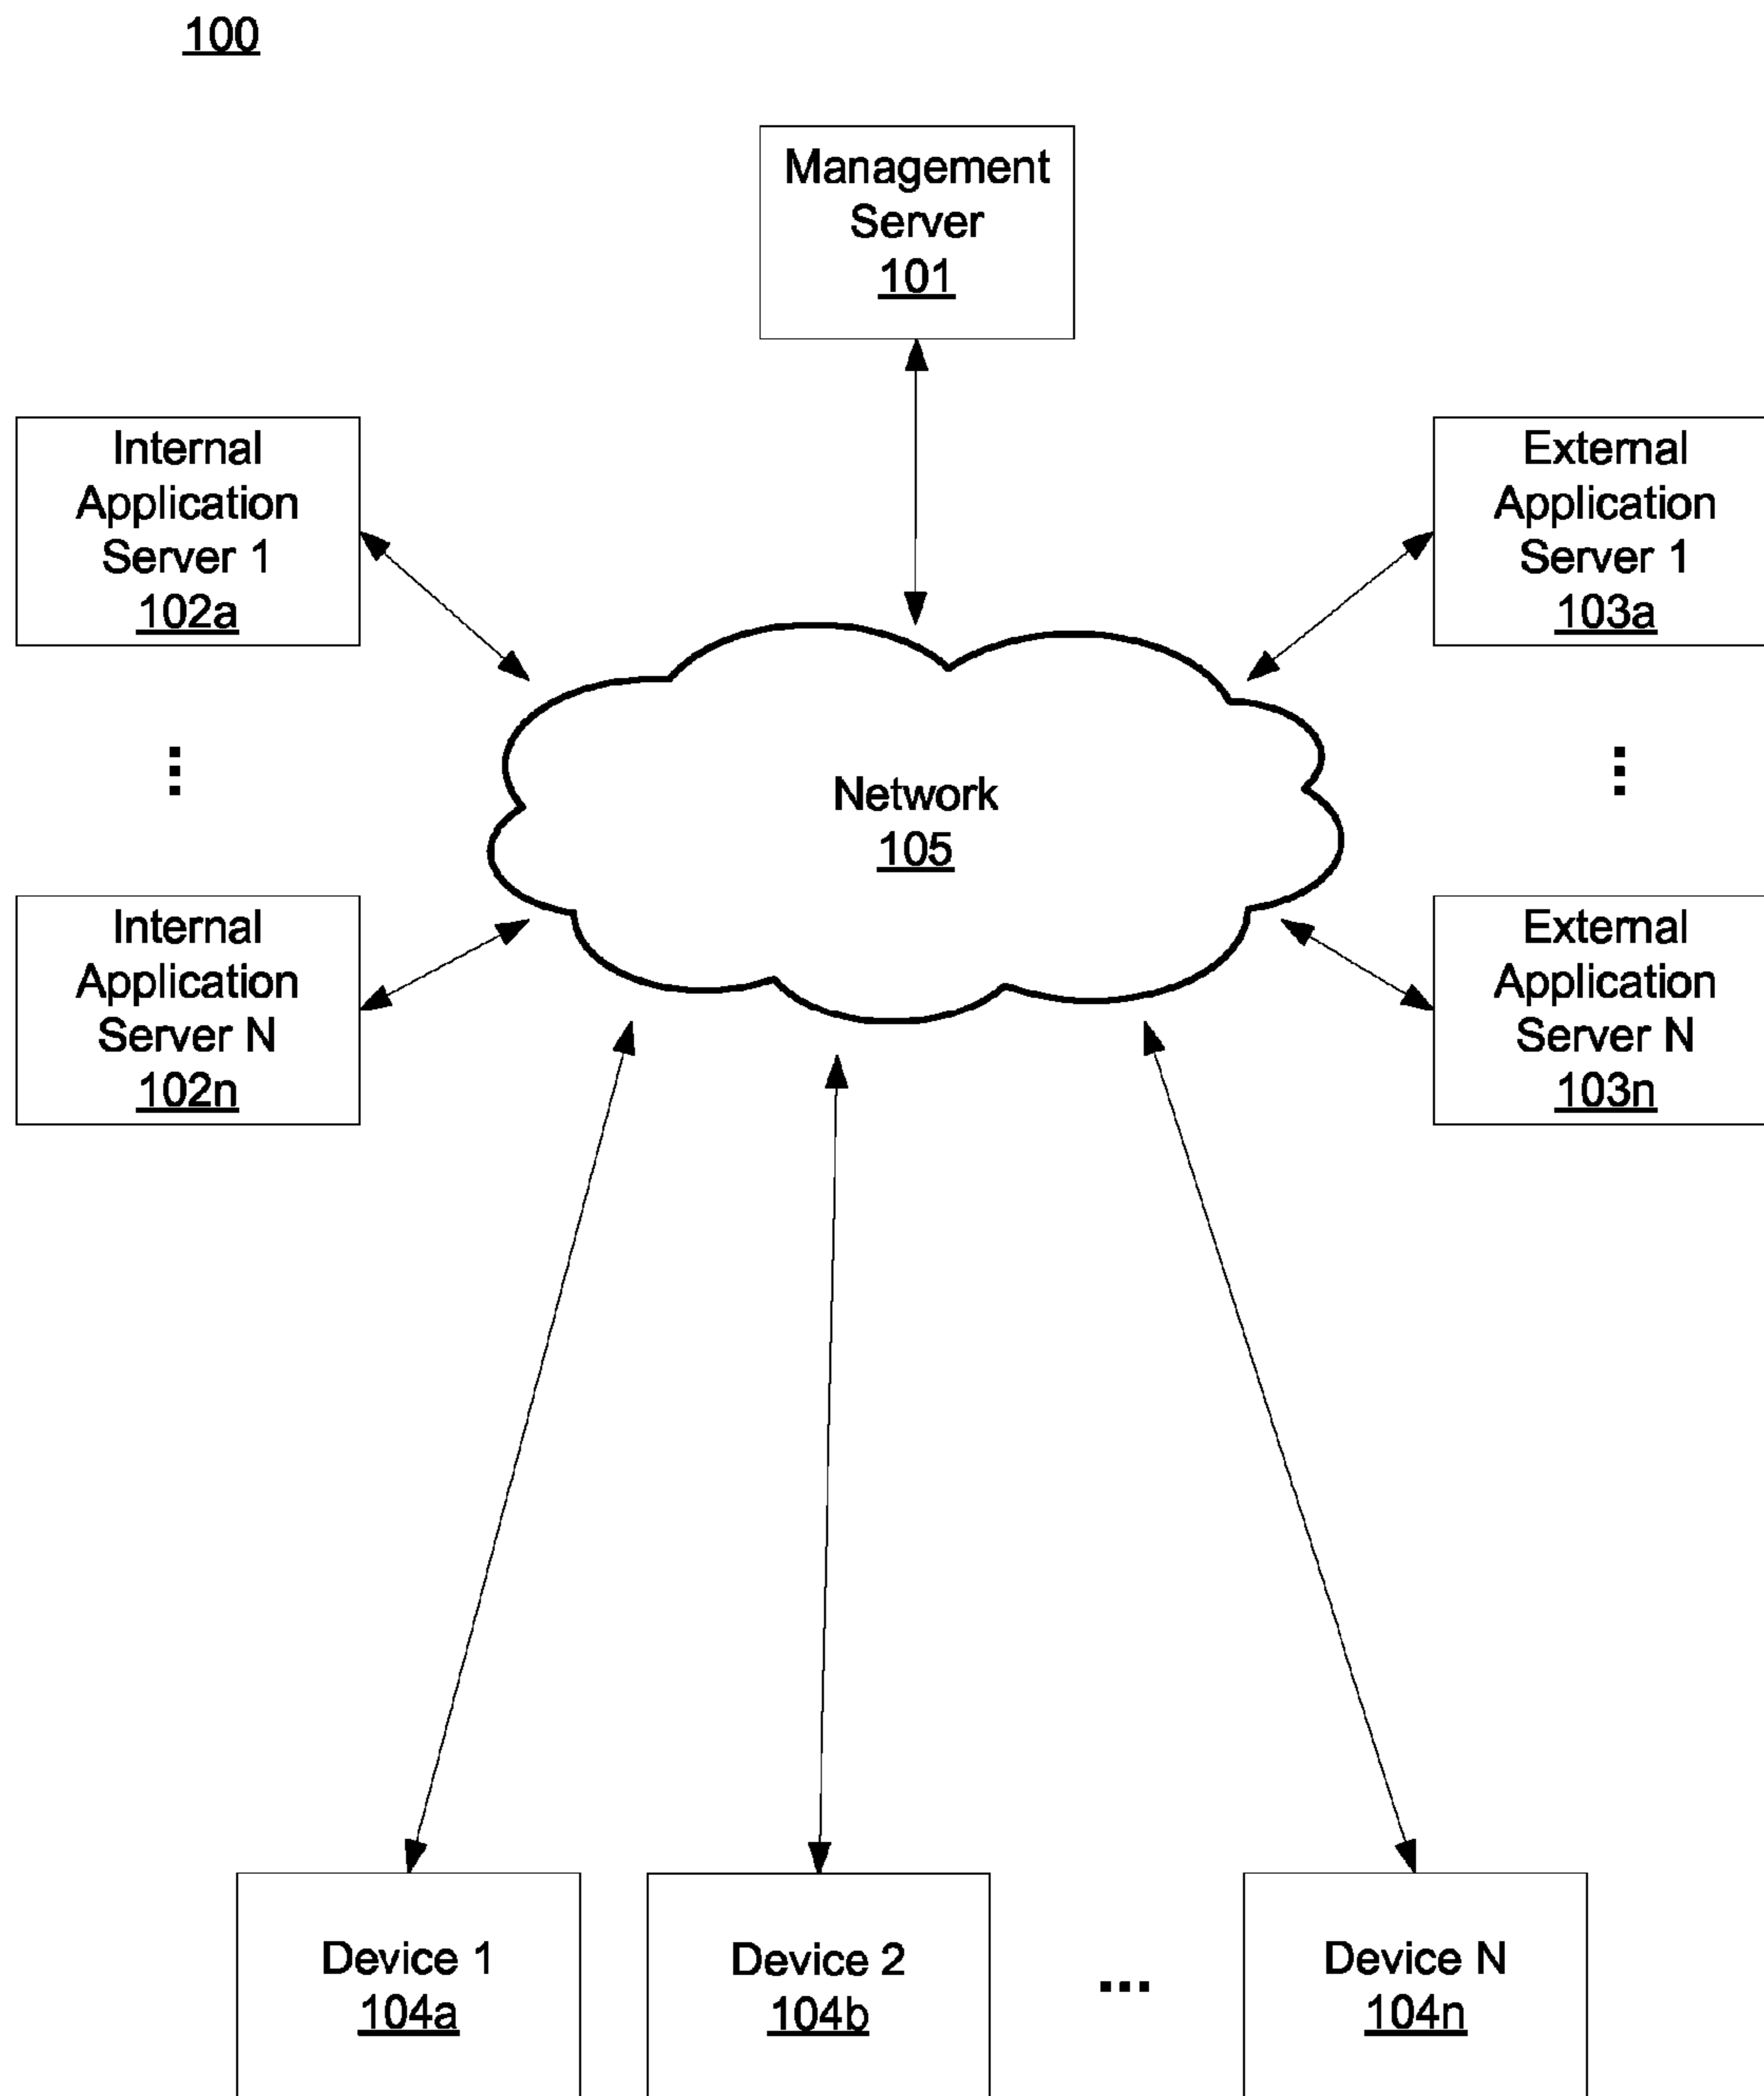 100
Management
Server
101
Internal
Application
Server 1
102a
External
Application
Server 1
103a
Network
105
Internal
Application
Server N
102n
External
Application
Server N
103n
Device 1
104a
Device 2
104b
...
Device N
104n